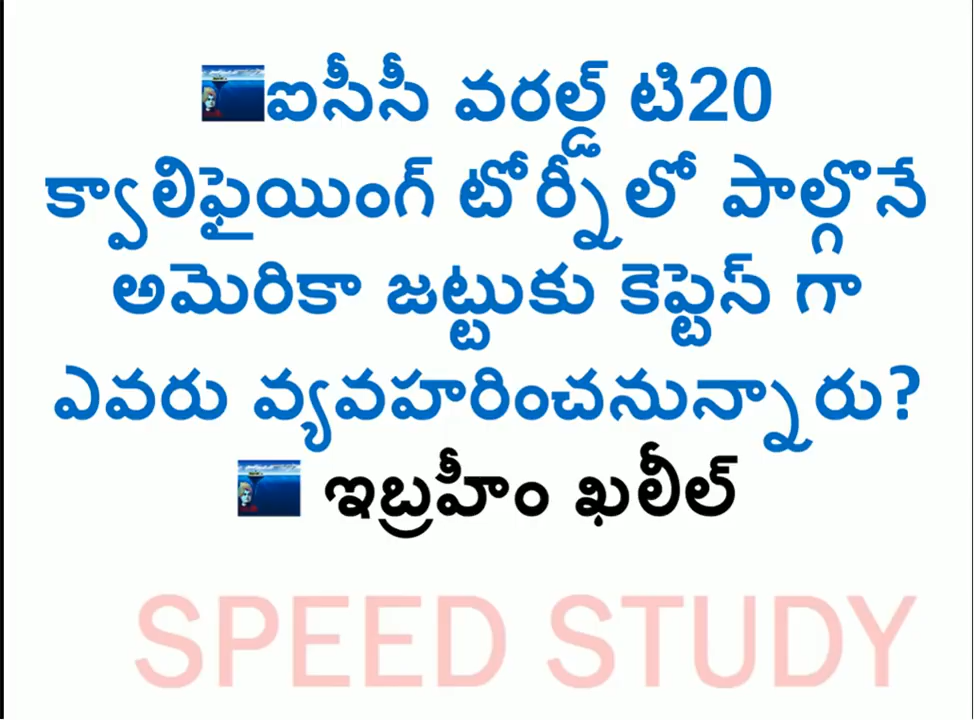 ఐసీసీ వరల్డ్ టి20
క్వాలిఫైయింగ్ టోర్నీలో పాల్గొనే
అమెరికా జట్టుకు కెప్టెస్ గా
ఎవరు వ్యవహరించనున్నారు?
ఇబ్రహీం ఖలీల్
SPEED STUDY